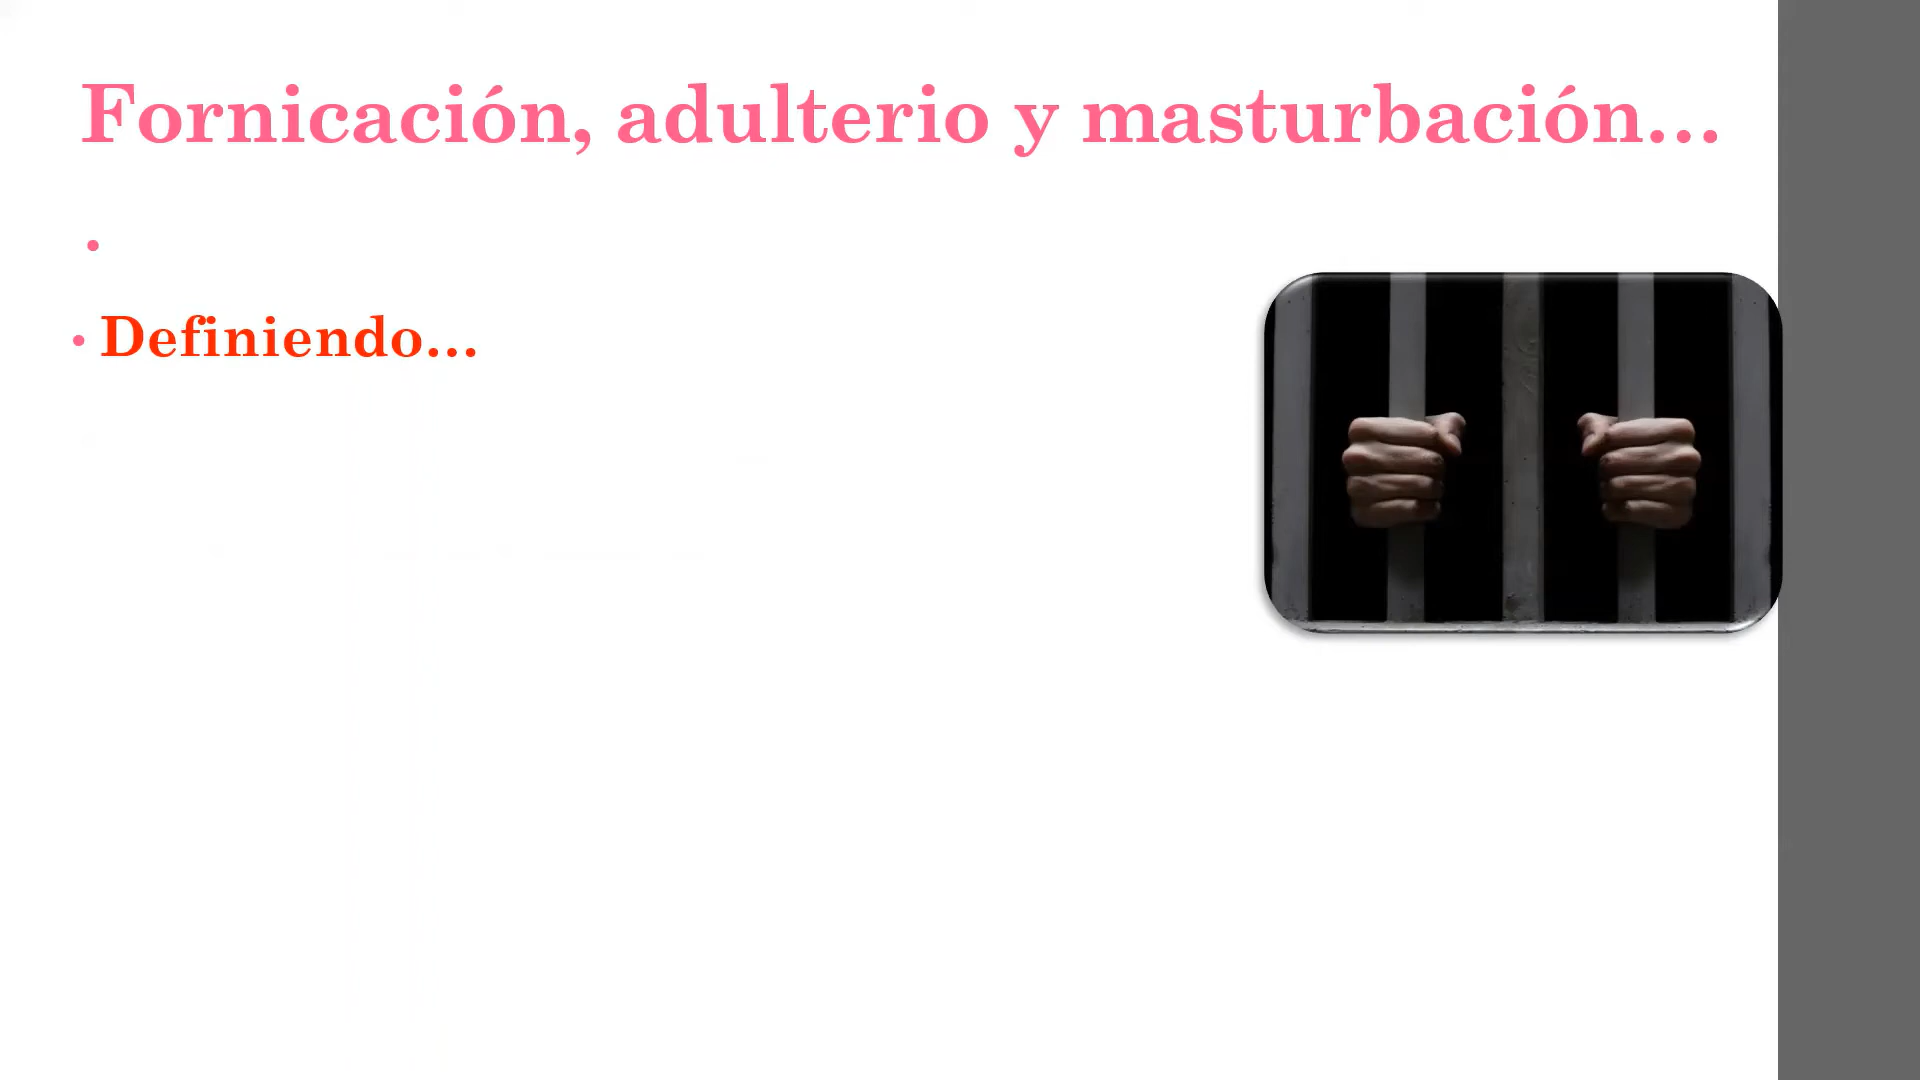 Fornicación, adulterio y masturbación...
•
• Definiendo...